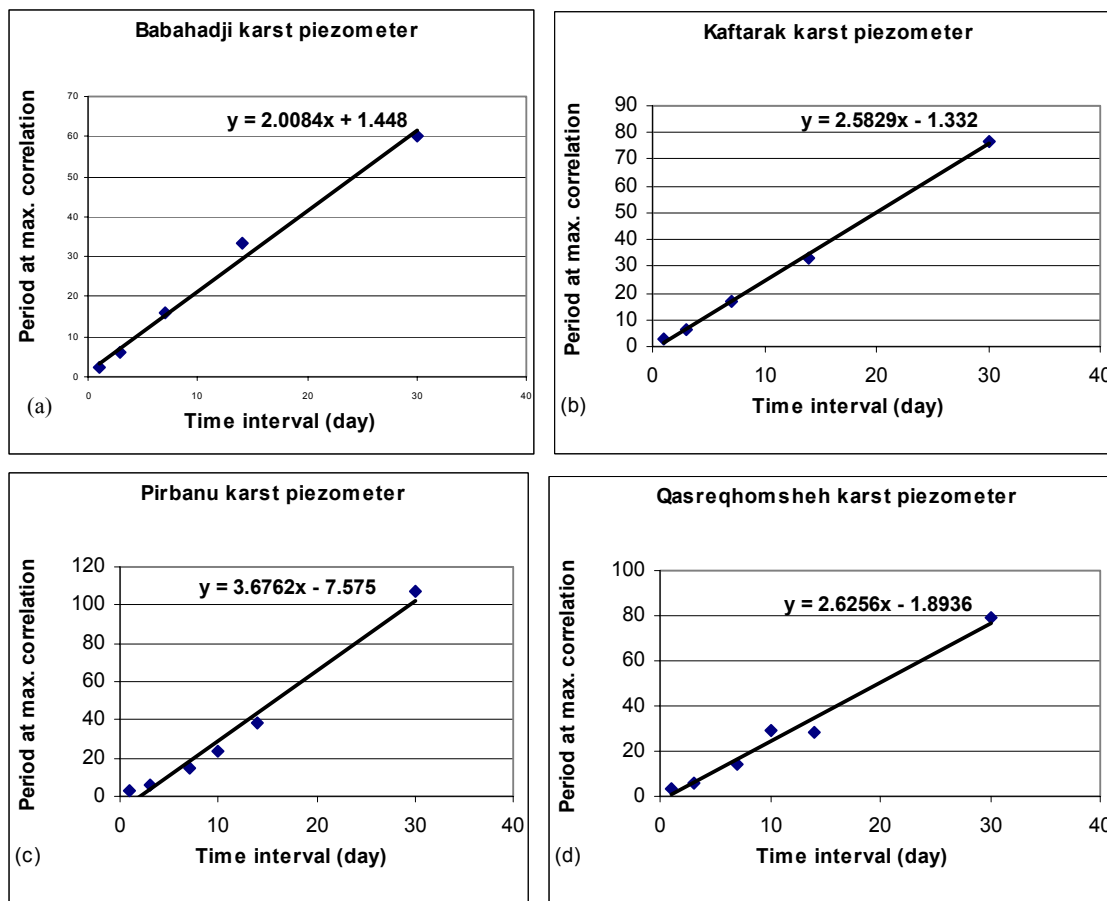 Babahadji karst piezometer
y = 2.0084x + 1.448
Period at max. correlation
70
60
50
40
30
20
10
0
0 10 20 30 40
(a)
Time interval (day)
Kaftarak karst piezometer
y = 2.5829x - 1.332
Period at max. correlation
90
80
70
60
50
40
30
20
10
0
0 10 20 30 40
(b)
Time interval (day)
Pirbanu karst piezometer
y = 3.6762x - 7.575
Period at max. correlation
120
100
80
60
40
20
0
0 10 20 30 40
(c)
Time interval (day)
Qasreqhomsheh karst piezometer
y = 2.6256x - 1.8936
Period at max. correlation
100
80
60
40
20
0
0 10 20 30 40
(d)
Time interval (day)